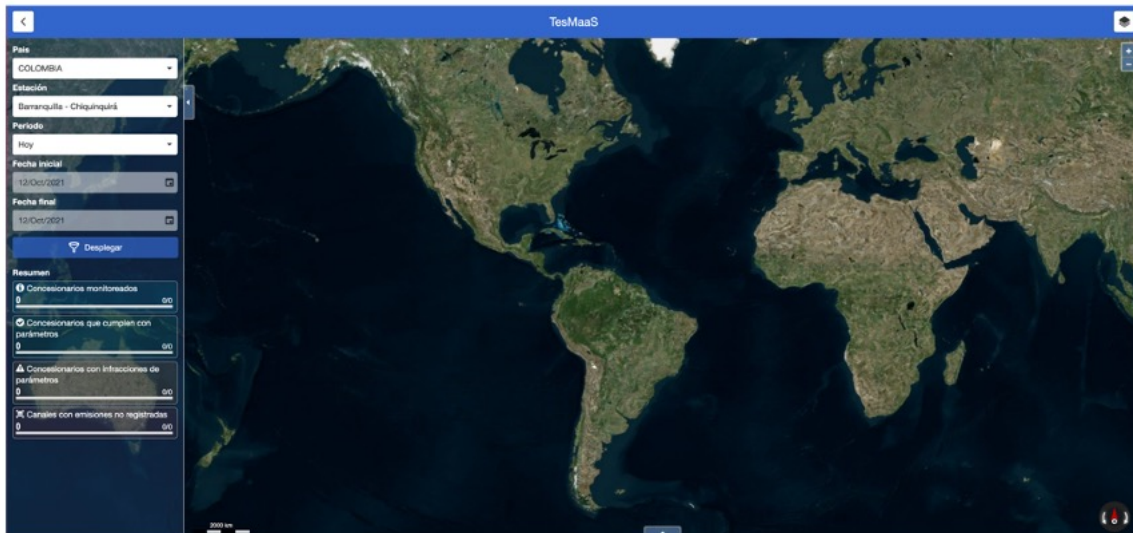 TesMaaS
País
COLOMBIA
Estación
Barranquilla - Chiquinquirá
Período
Hoy
Fecha inicial
12/Oct/2021
Fecha final
12/Oct/2021
Desplegar
Resumen
Concesionarios monitoreados
0 0/0
Concesionarios que cumplen con
parámetros
0 0/0
Concesionarios con infracciones de
parámetros
0 0/0
Canales con emisiones no registradas
0 0/0
2000 km